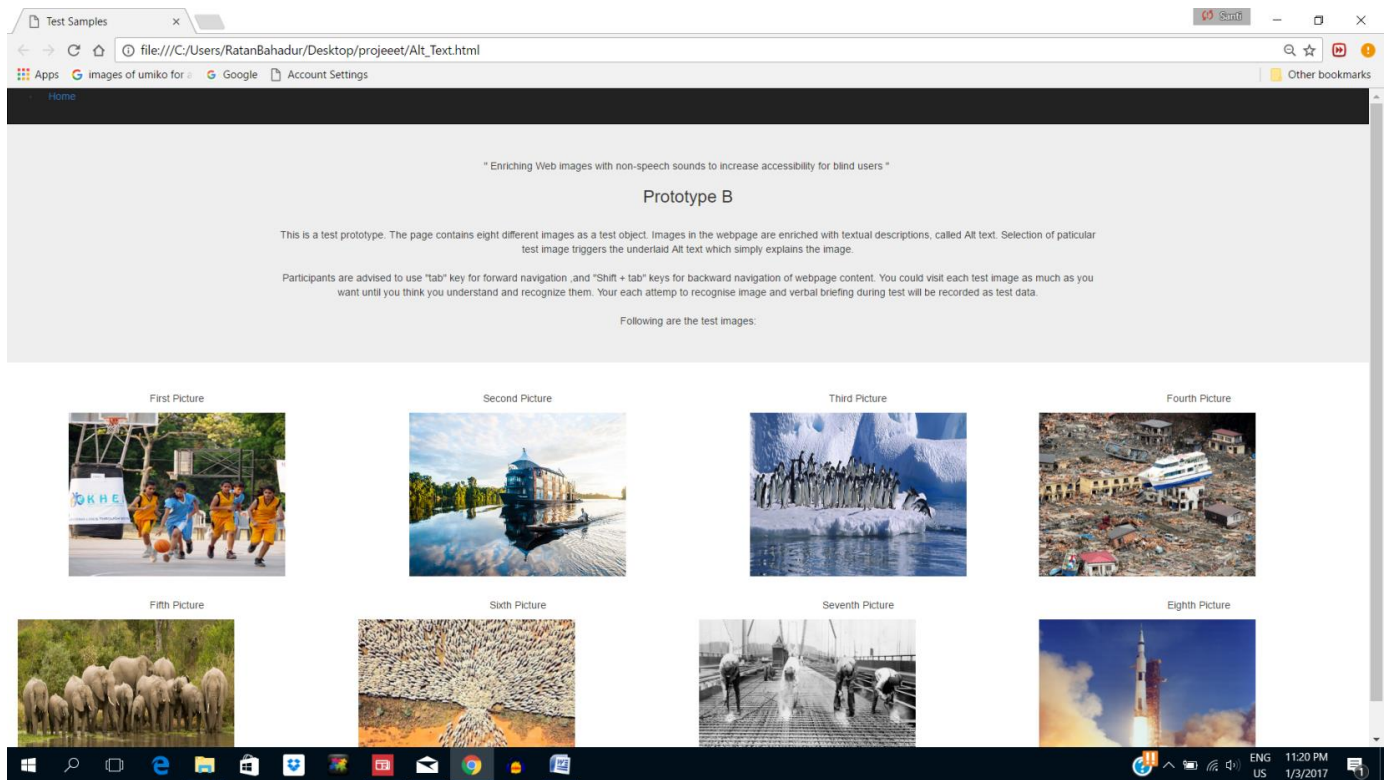 Test Samples
Santi
file:///C:/Users/RatanBahadur/Desktop/projeeet/Alt_Text.html
Apps
images of umiko for a
Google
Account Settings
Other bookmarks
Home
" Enriching Web images with non-speech sounds to increase accessibility for blind users "
Prototype B
This is a test prototype. The page contains eight different images as a test object. Images in the webpage are enriched with textual descriptions, called Alt text. Selection of paticular
test image triggers the underlaid Alt text which simply explains the image.
Participants are advised to use "tab" key for forward navigation ,and "Shift + tab" keys for backward navigation of webpage content. You could visit each test image as much as you
want until you think you understand and recognize them. Your each attemp to recognise image and verbal briefing during test will be recorded as test data.
Following are the test images:
First Picture
Second Picture
Third Picture
Fourth Picture
OKHE
Fifth Picture
Sixth Picture
Seventh Picture
Eighth Picture
ENG
US
11:20 PM
1/3/2017